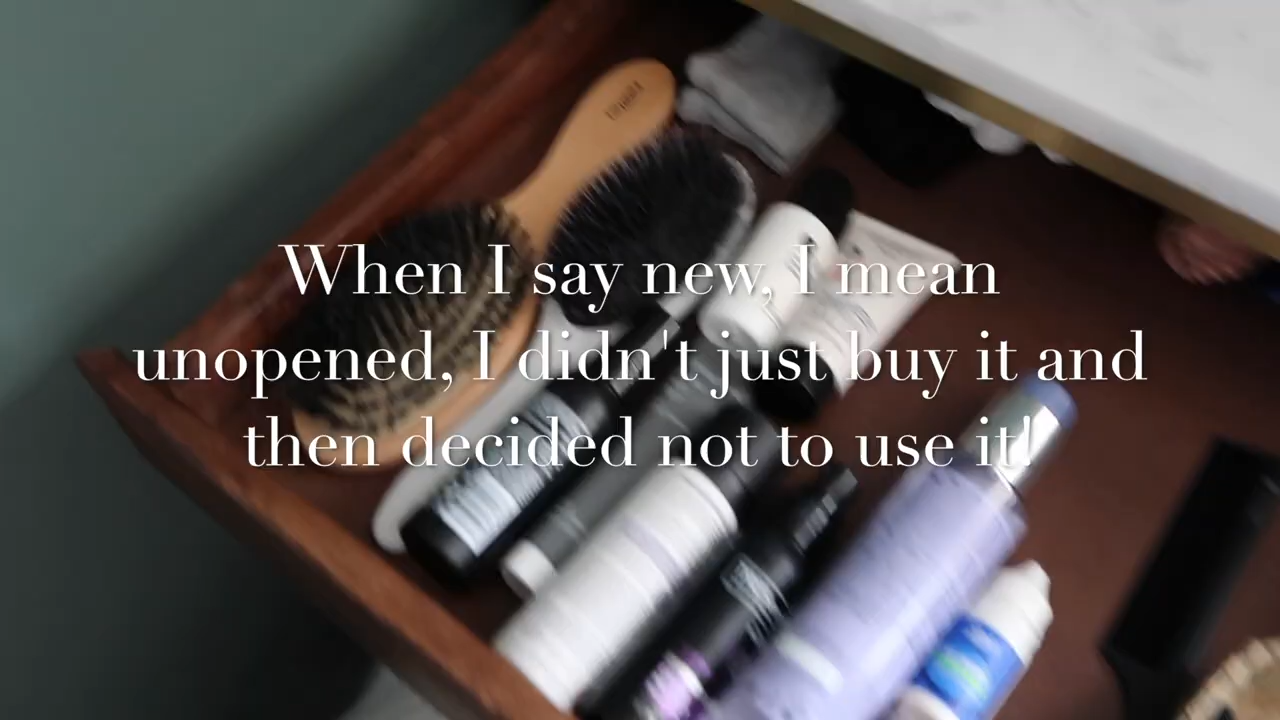 When I say new, I mean
unopened, I didn't just buy it and
then decided not to use it!